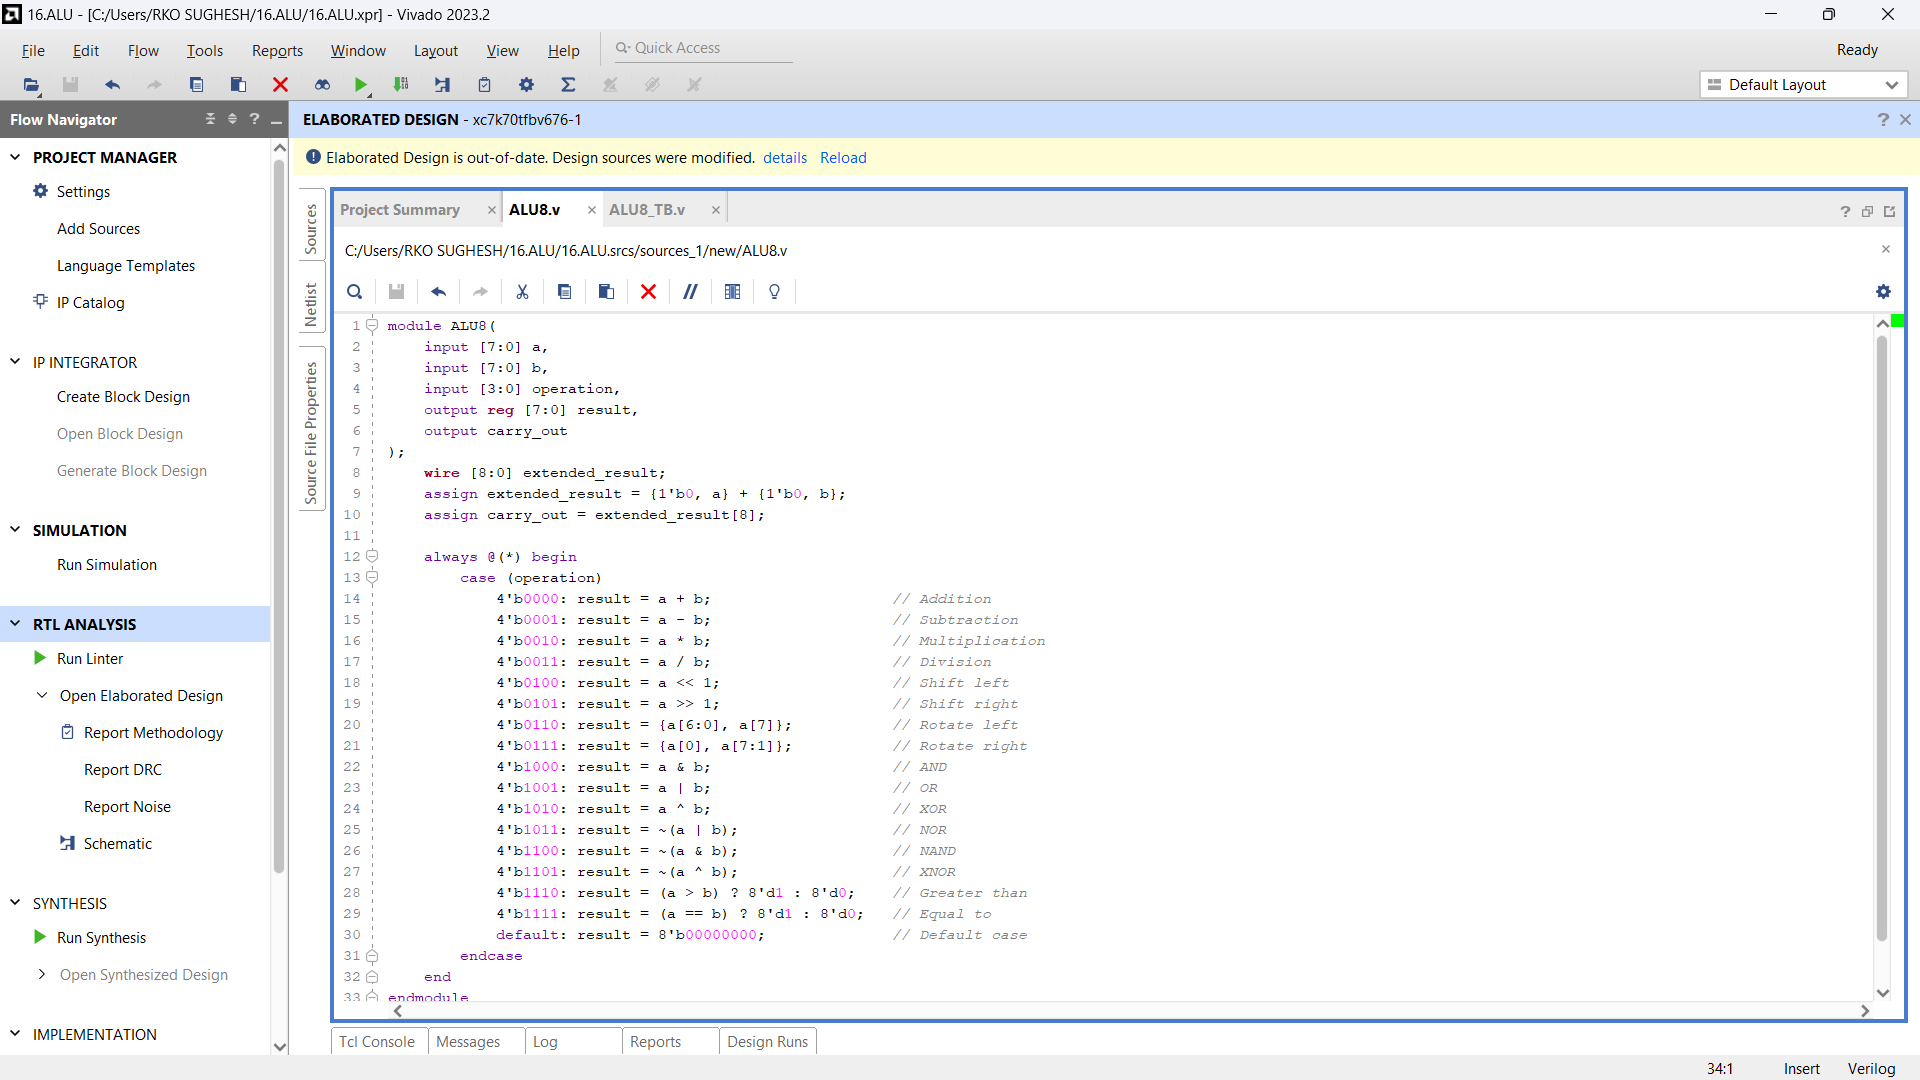 16.ALU - [C:/Users/RKO SUGHESH/16.ALU/16.ALU.xpr] - Vivado 2023.2
File Edit Flow Tools Reports Window Layout View Help Quick Access Ready
Default Layout
Flow Navigator
PROJECT MANAGER
Settings
Add Sources
Language Templates
IP Catalog
IP INTEGRATOR
Create Block Design
Open Block Design
Generate Block Design
SIMULATION
Run Simulation
RTL ANALYSIS
Run Linter
Open Elaborated Design
Report Methodology
Report DRC
Report Noise
Schematic
SYNTHESIS
Run Synthesis
Open Synthesized Design
IMPLEMENTATION
ELABORATED DESIGN - xc7k70tfbv676-1
Elaborated Design is out-of-date. Design sources were modified. details Reload
Sources
Netlist
Source File Properties
Project Summary ALU8.v ALU8_TB.v
C:/Users/RKO SUGHESH/16.ALU/16.ALU.srcs/sources_1/new/ALU8.v
1 module ALU8(
2 input [7:0] a,
3 input [7:0] b,
4 input [3:0] operation,
5 output reg [7:0] result,
6 output carry_out
7 );
8 wire [8:0] extended_result;
9 assign extended_result = {1'b0, a} + {1'b0, b};
10 assign carry_out = extended_result[8];
11
12 always @(*) begin
13 case (operation)
14 4'b0000: result = a + b; // Addition
15 4'b0001: result = a - b; // Subtraction
16 4'b0010: result = a * b; // Multiplication
17 4'b0011: result = a / b; // Division
18 4'b0100: result = a << 1; // Shift left
19 4'b0101: result = a >> 1; // Shift right
20 4'b0110: result = {a[6:0], a[7]}; // Rotate left
21 4'b0111: result = {a[0], a[7:1]}; // Rotate right
22 4'b1000: result = a & b; // AND
23 4'b1001: result = a | b; // OR
24 4'b1010: result = a ^ b; // XOR
25 4'b1011: result = ~(a | b); // NOR
26 4'b1100: result = ~(a & b); // NAND
27 4'b1101: result = ~(a ^ b); // XNOR
28 4'b1110: result = (a > b) ? 8'd1 : 8'd0; // Greater than
29 4'b1111: result = (a == b) ? 8'd1 : 8'd0; // Equal to
30 default: result = 8'b00000000; // Default case
31 endcase
32 end
33 endmodule
Tcl Console Messages Log Reports Design Runs
34:1 Insert Verilog